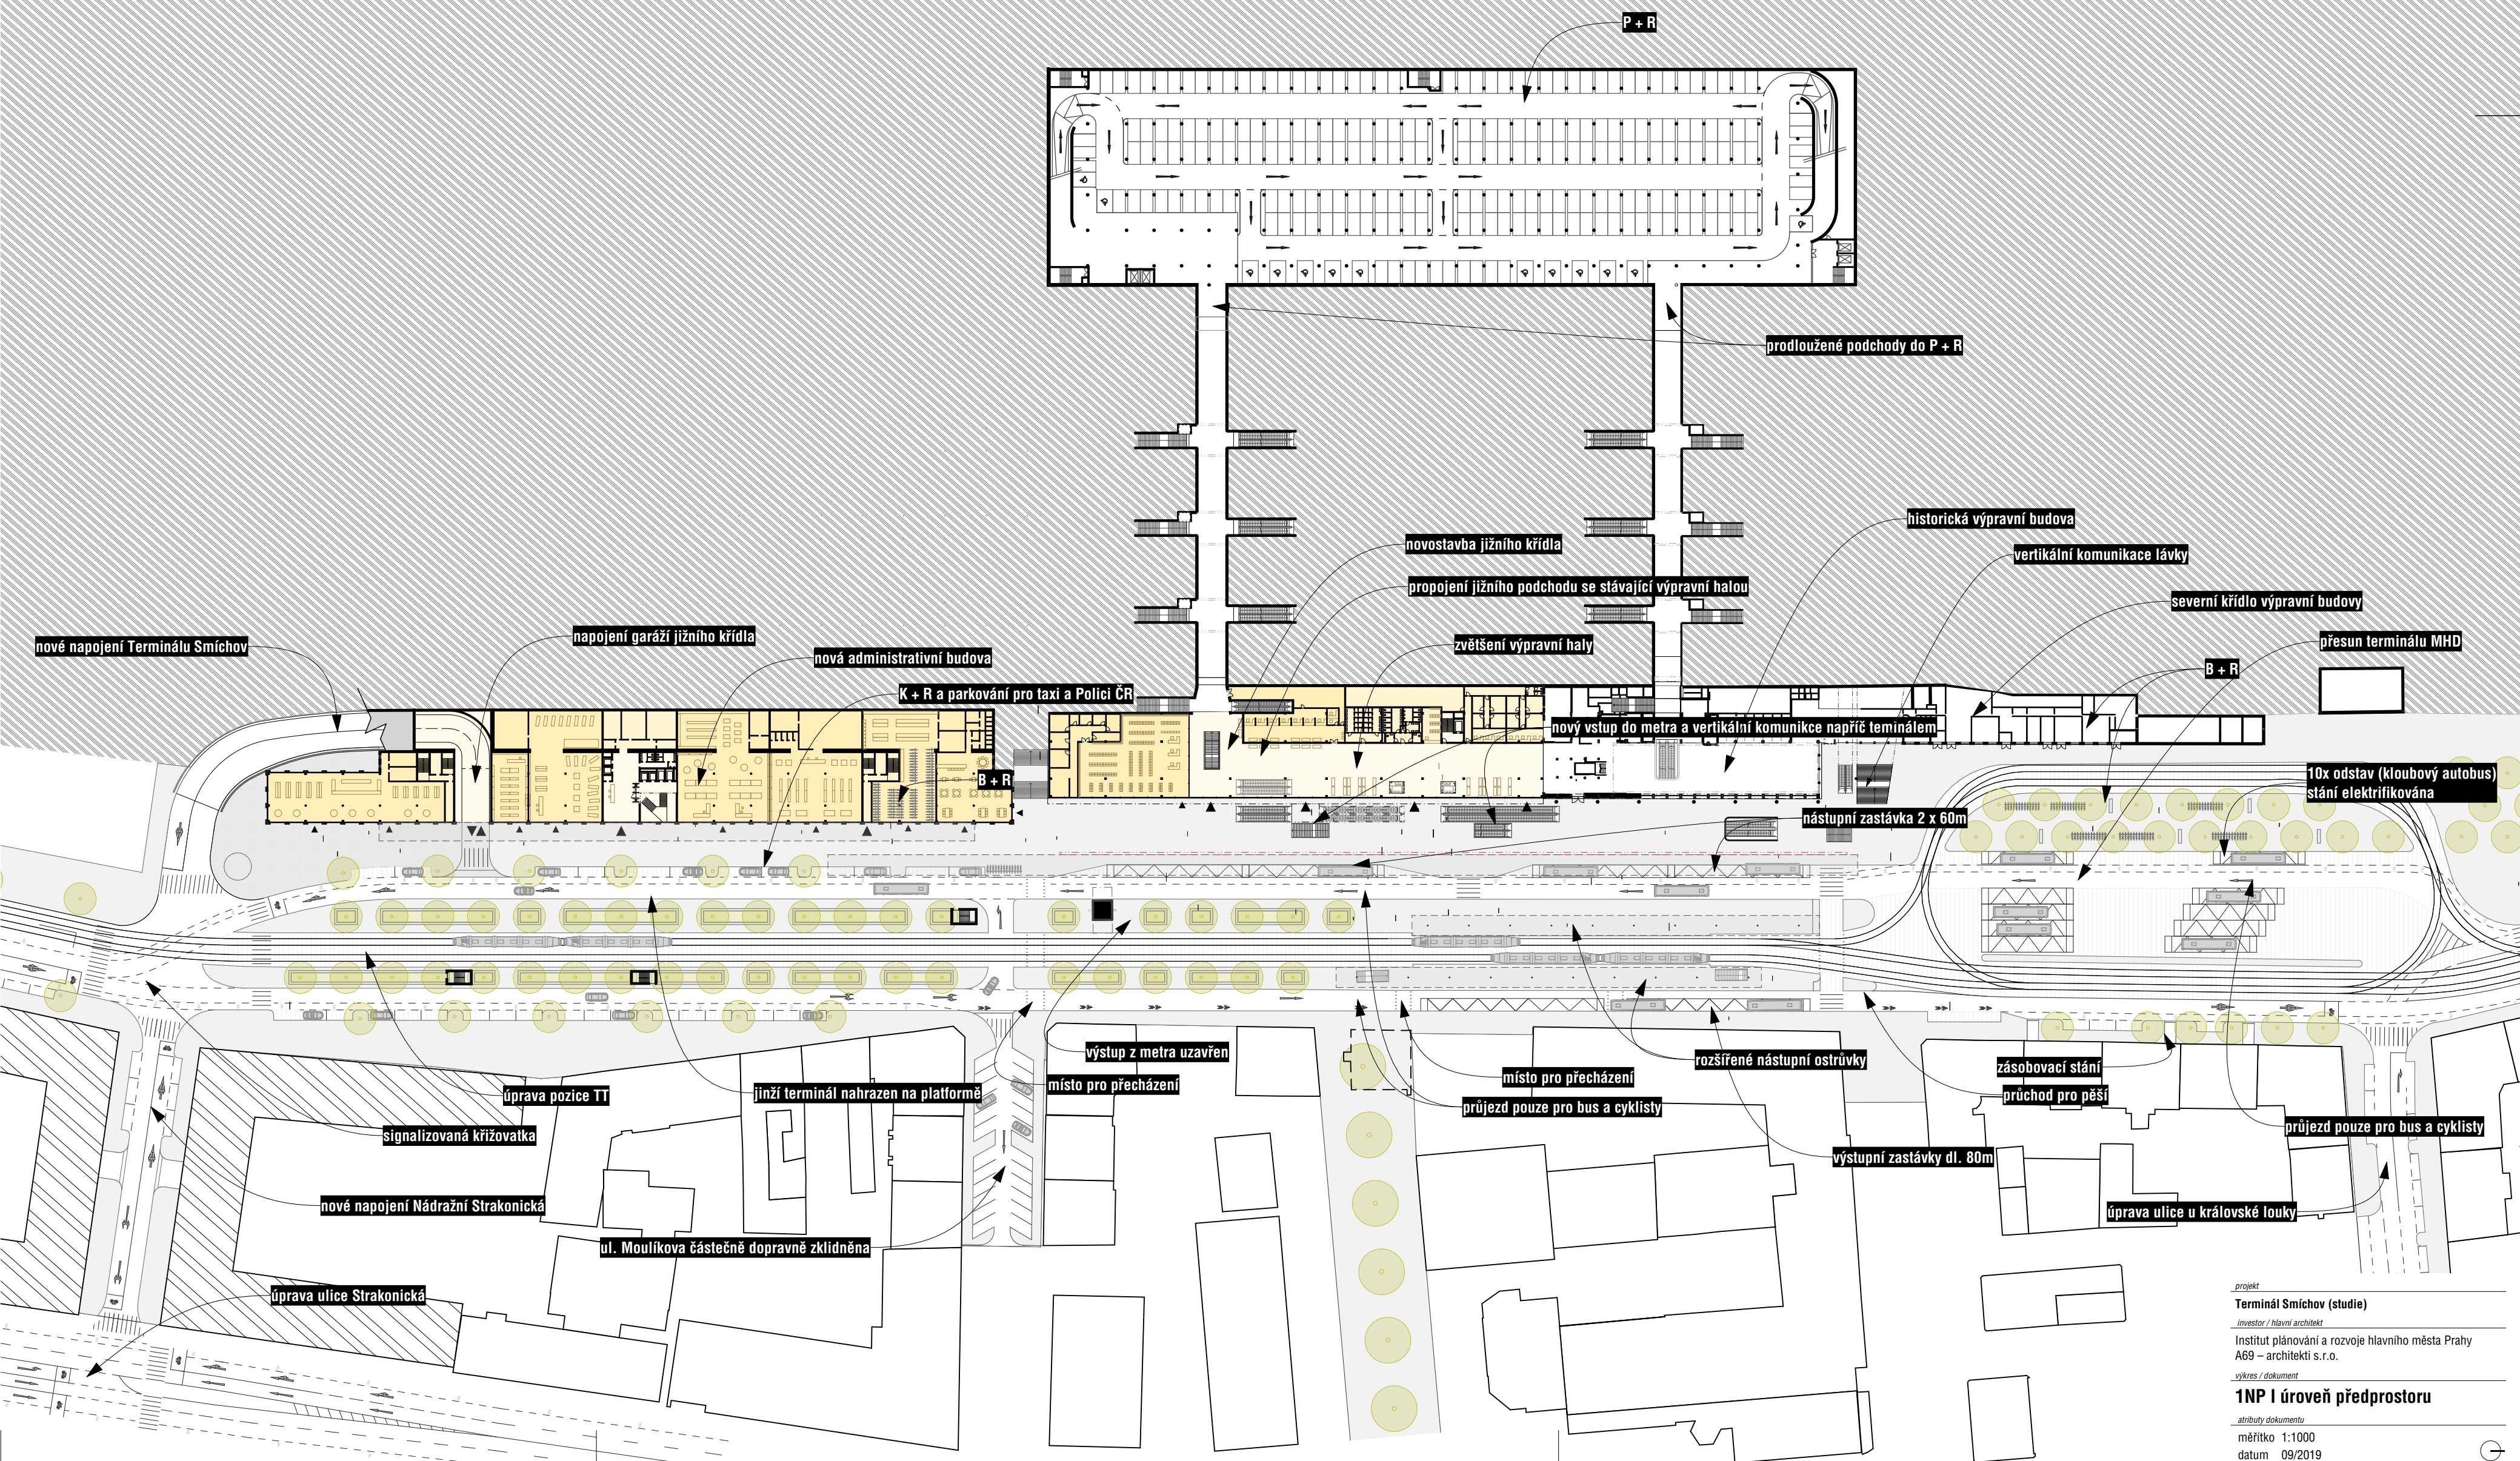 P + R
prodloužené podchody do P + R
historická výpravní budova
novostavba jižního křídla
vertikální komunikace lávky
propojení jižního podchodu se stávající výpravní halou
severní křídlo výpravní budovy
nové napojení Terminálu Smíchov
napojení garáží jižního křídla
zvětšení výpravní haly
přesun terminálu MHD
nová administrativní budova
B + R
K + R a parkování pro taxi a Polici ČR
nový vstup do metra a vertikální komunikce napříč teminálem
B + R
10x odstav (kloubový autobus)
stání elektrifikována
nástupní zastávka 2 x 60m
výstup z metra uzavřen
rozšířené nástupní ostrůvky
místo pro přecházení
místo pro přecházení
zásobovací stání
úprava pozice TT
jinží terminál nahrazen na platformě
průjezd pouze pro bus a cyklisty
průchod pro pěší
signalizovaná křižovatka
průjezd pouze pro bus a cyklisty
výstupní zastávky dl. 80m
nové napojení Nádražní Strakonická
úprava ulice u královské louky
ul. Moulíkova částečně dopravně zklidněna
úprava ulice Strakonická
projekt
Terminál Smíchov (studie)
investor / hlavní architekt
Institut plánování a rozvoje hlavního města Prahy
A69 – architekti s.r.o.
výkres / dokument
1NP I úroveň předprostoru
atributy dokumentu
měřítko 1:1000
datum 09/2019